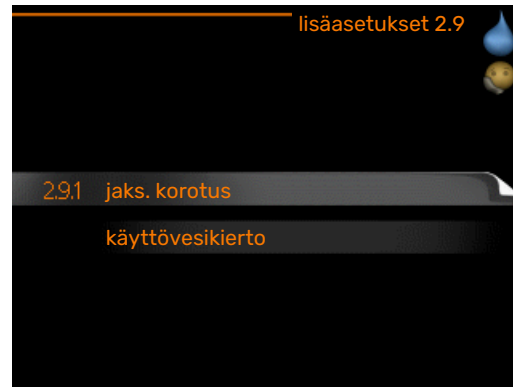 lisäasetukset 2.9
2.9.1 jaks. korotus
käyttövesikierto